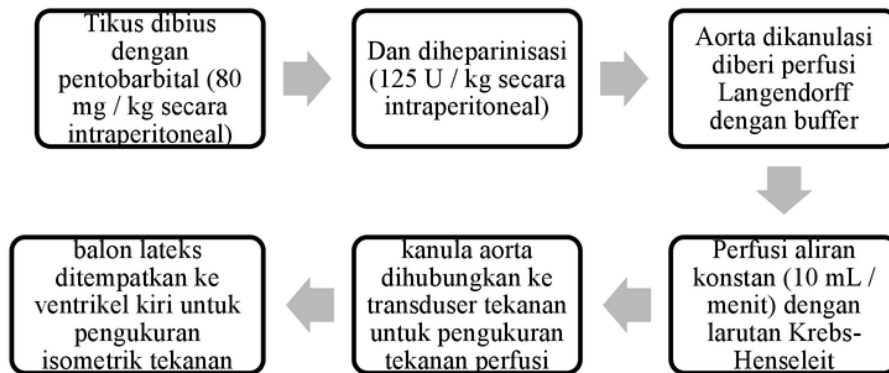 Tikus dibius
dengan
pentobarbital (80
mg / kg secara
intraperitoneal)
Dan diheparinisasi
(125 U / kg secara
intraperitoneal)
Aorta dikanulasi
diberi perfusi
Langendorff
dengan buffer
Perfusi aliran
konstan (10 mL /
menit) dengan
larutan Krebs-
Henseleit
kanula aorta
dihubungkan ke
transduser tekanan
untuk pengukuran
tekanan perfusi
balon lateks
ditempatkan ke
ventrikel kiri untuk
pengukuran
isometrik tekanan